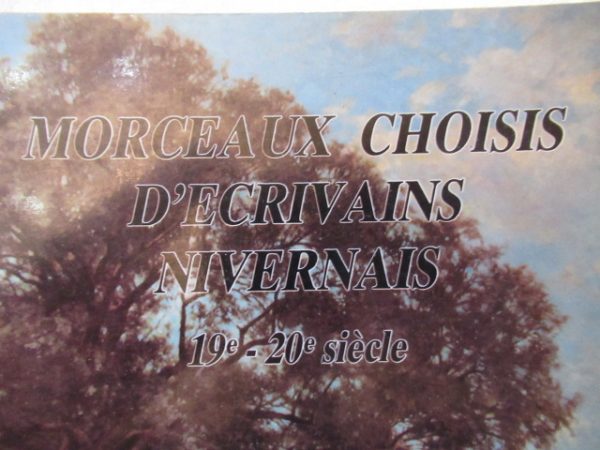 MORCEAUX CHOISIS
D'ECRIVAINS
NIVERNAIS
19e - 20e siècle